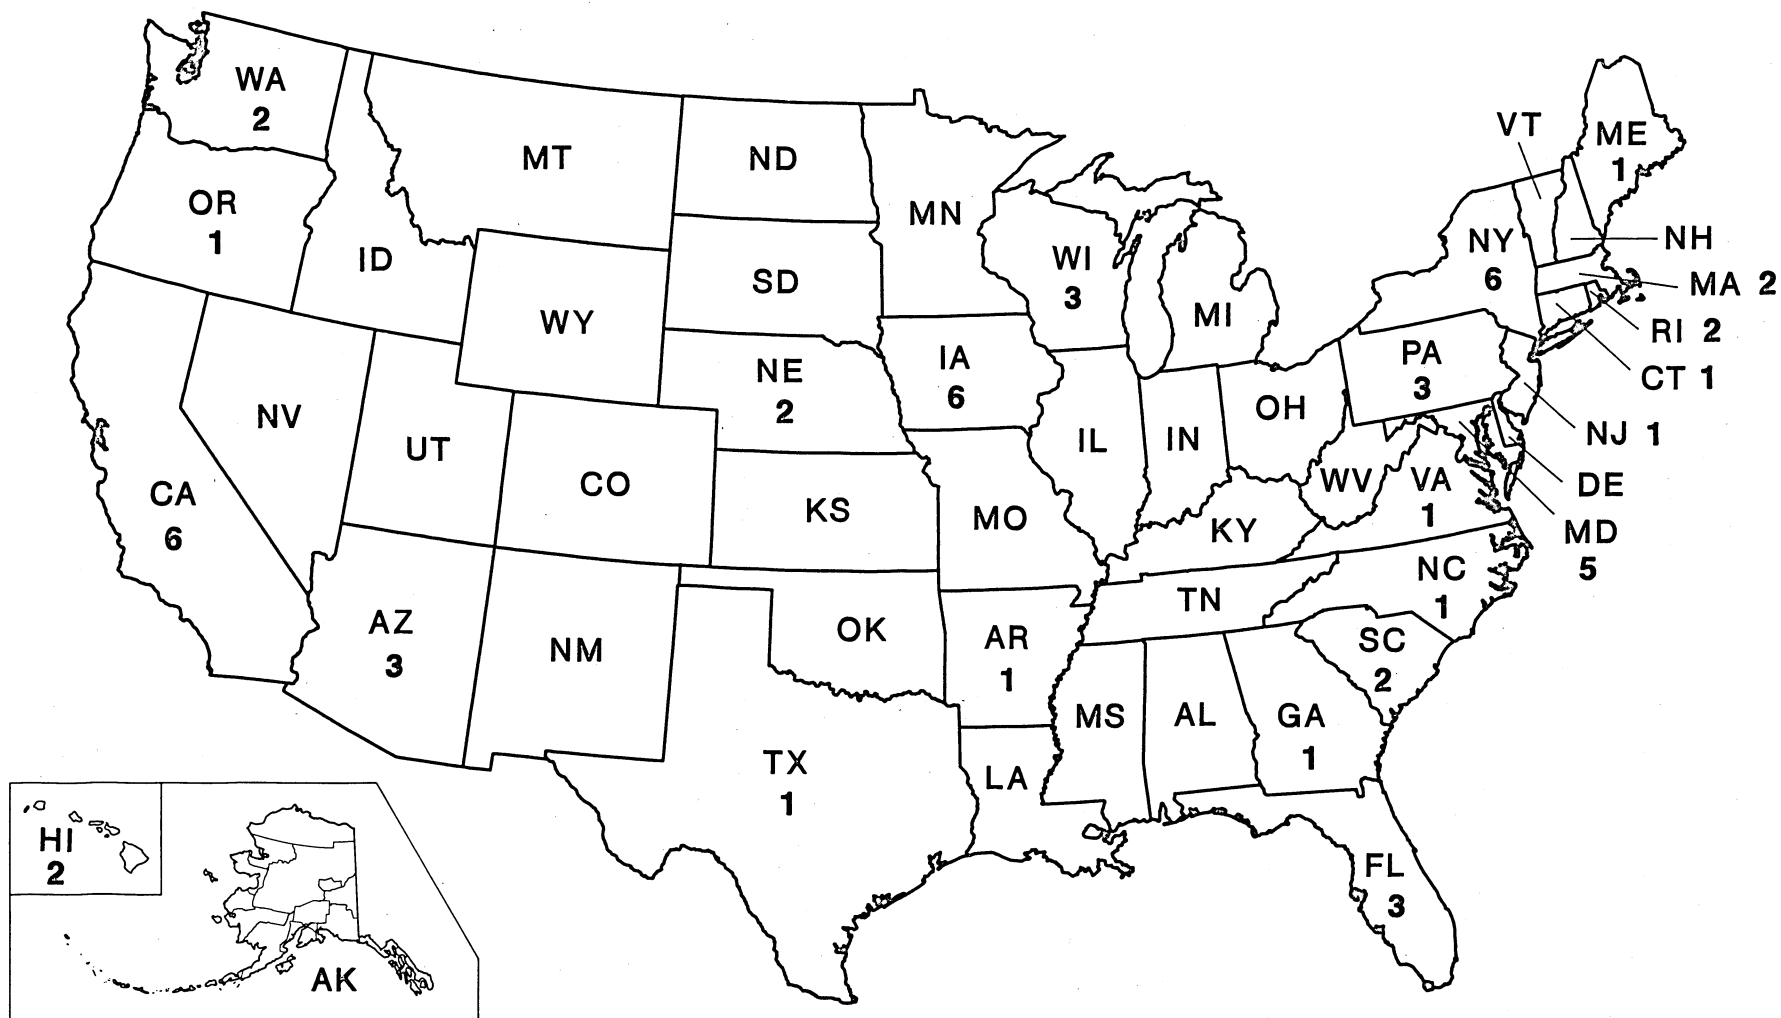 WA
2
MT
ND
MN
VT
ME
1
OR
1
ID
SD
WI
3
MI
NY
6
NH
MA 2
WY
RI 2
IA
6
PA
3
CT 1
NE
2
NV
UT
CO
KS
MO
IL
IN
OH
NJ 1
WV
VA
1
DE
CA
6
KY
MD
5
NC
1
TN
AZ
3
NM
OK
AR
1
SC
2
MS
AL
GA
1
TX
1
LA
FL
3
HI
2
AK